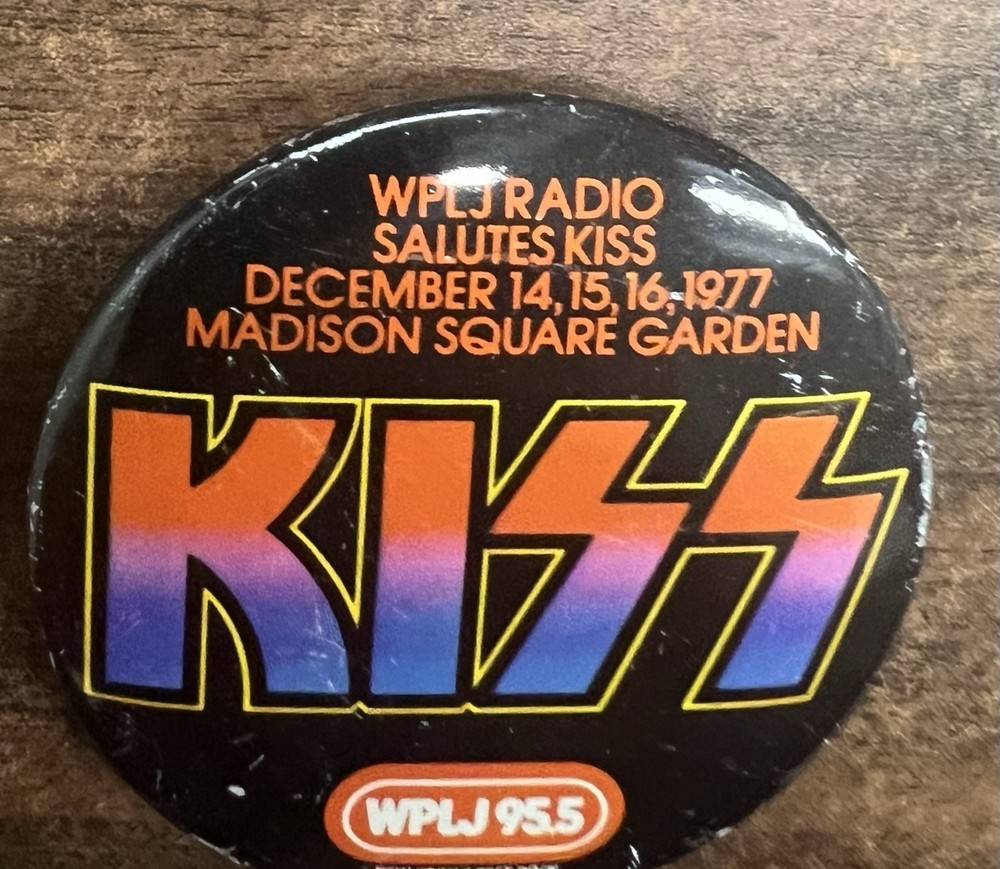 WPLJ RADIO
SALUTES KISS
DECEMBER 14, 15, 16, 1977
MADISON SQUARE GARDEN
KISS
WPLJ 95.5